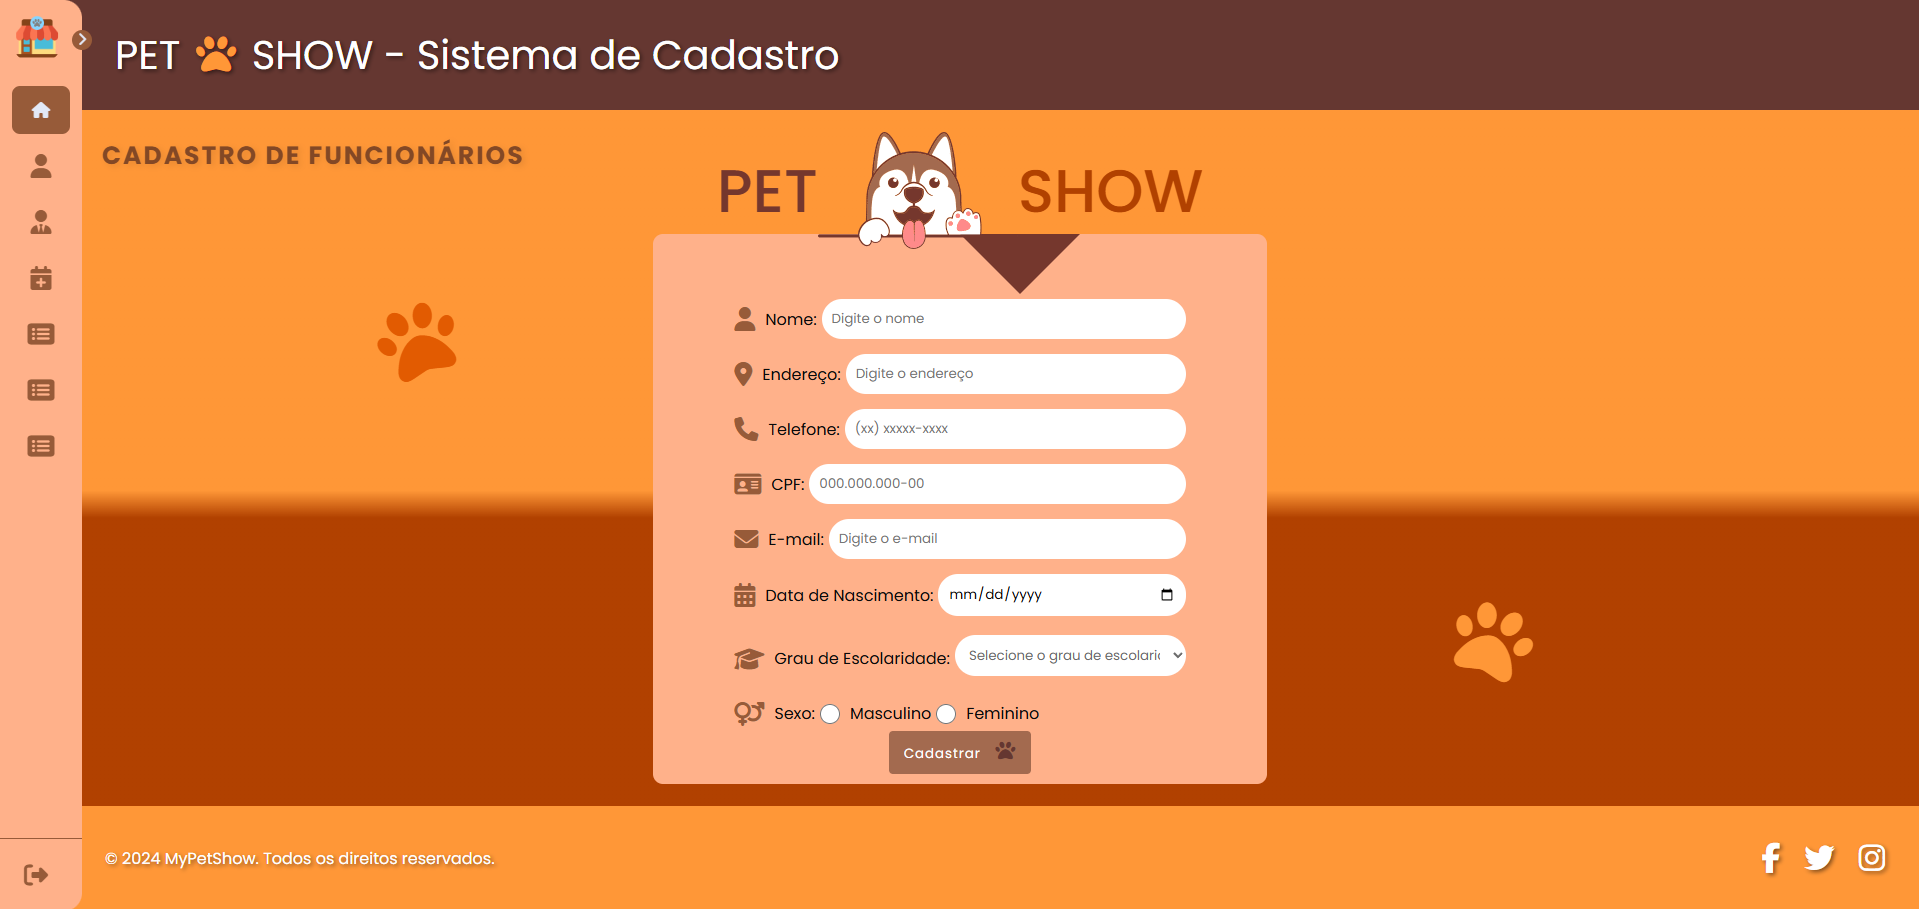 PET SHOW - Sistema de Cadastro
CADASTRO DE FUNCIONÁRIOS
PET SHOW
Nome: Digite o nome
Endereço: Digite o endereço
Telefone: (xx) xxxxx-xxxx
CPF: 000.000.000-00
E-mail: Digite o e-mail
Data de Nascimento: mm/dd/yyyy
Grau de Escolaridade: Selecione o grau de escolari
Sexo: Masculino Feminino
Cadastrar
© 2024 MyPetShow. Todos os direitos reservados.